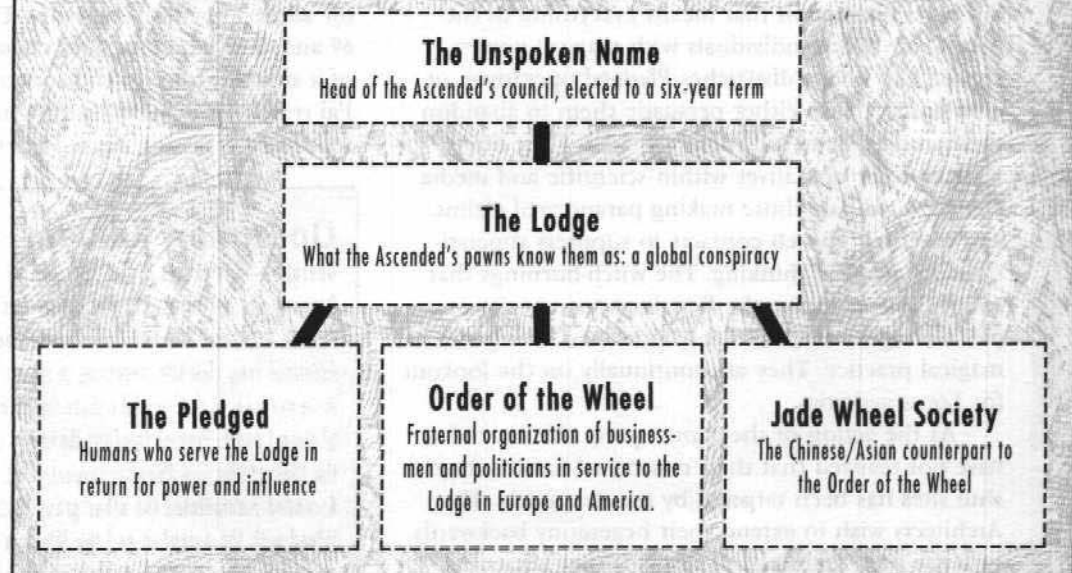 The Unspoken Name
Head of the Ascended's council, elected to a six-year term
The Lodge
What the Ascended's pawns know them as: a global conspiracy
The Pledged
Humans who serve the Lodge in
return for power and influence
Order of the Wheel
Fraternal organization of business-
men and politicians in service to the
Lodge in Europe and America.
Jade Wheel Society
The Chinese/Asian counterpart to
the Order of the Wheel